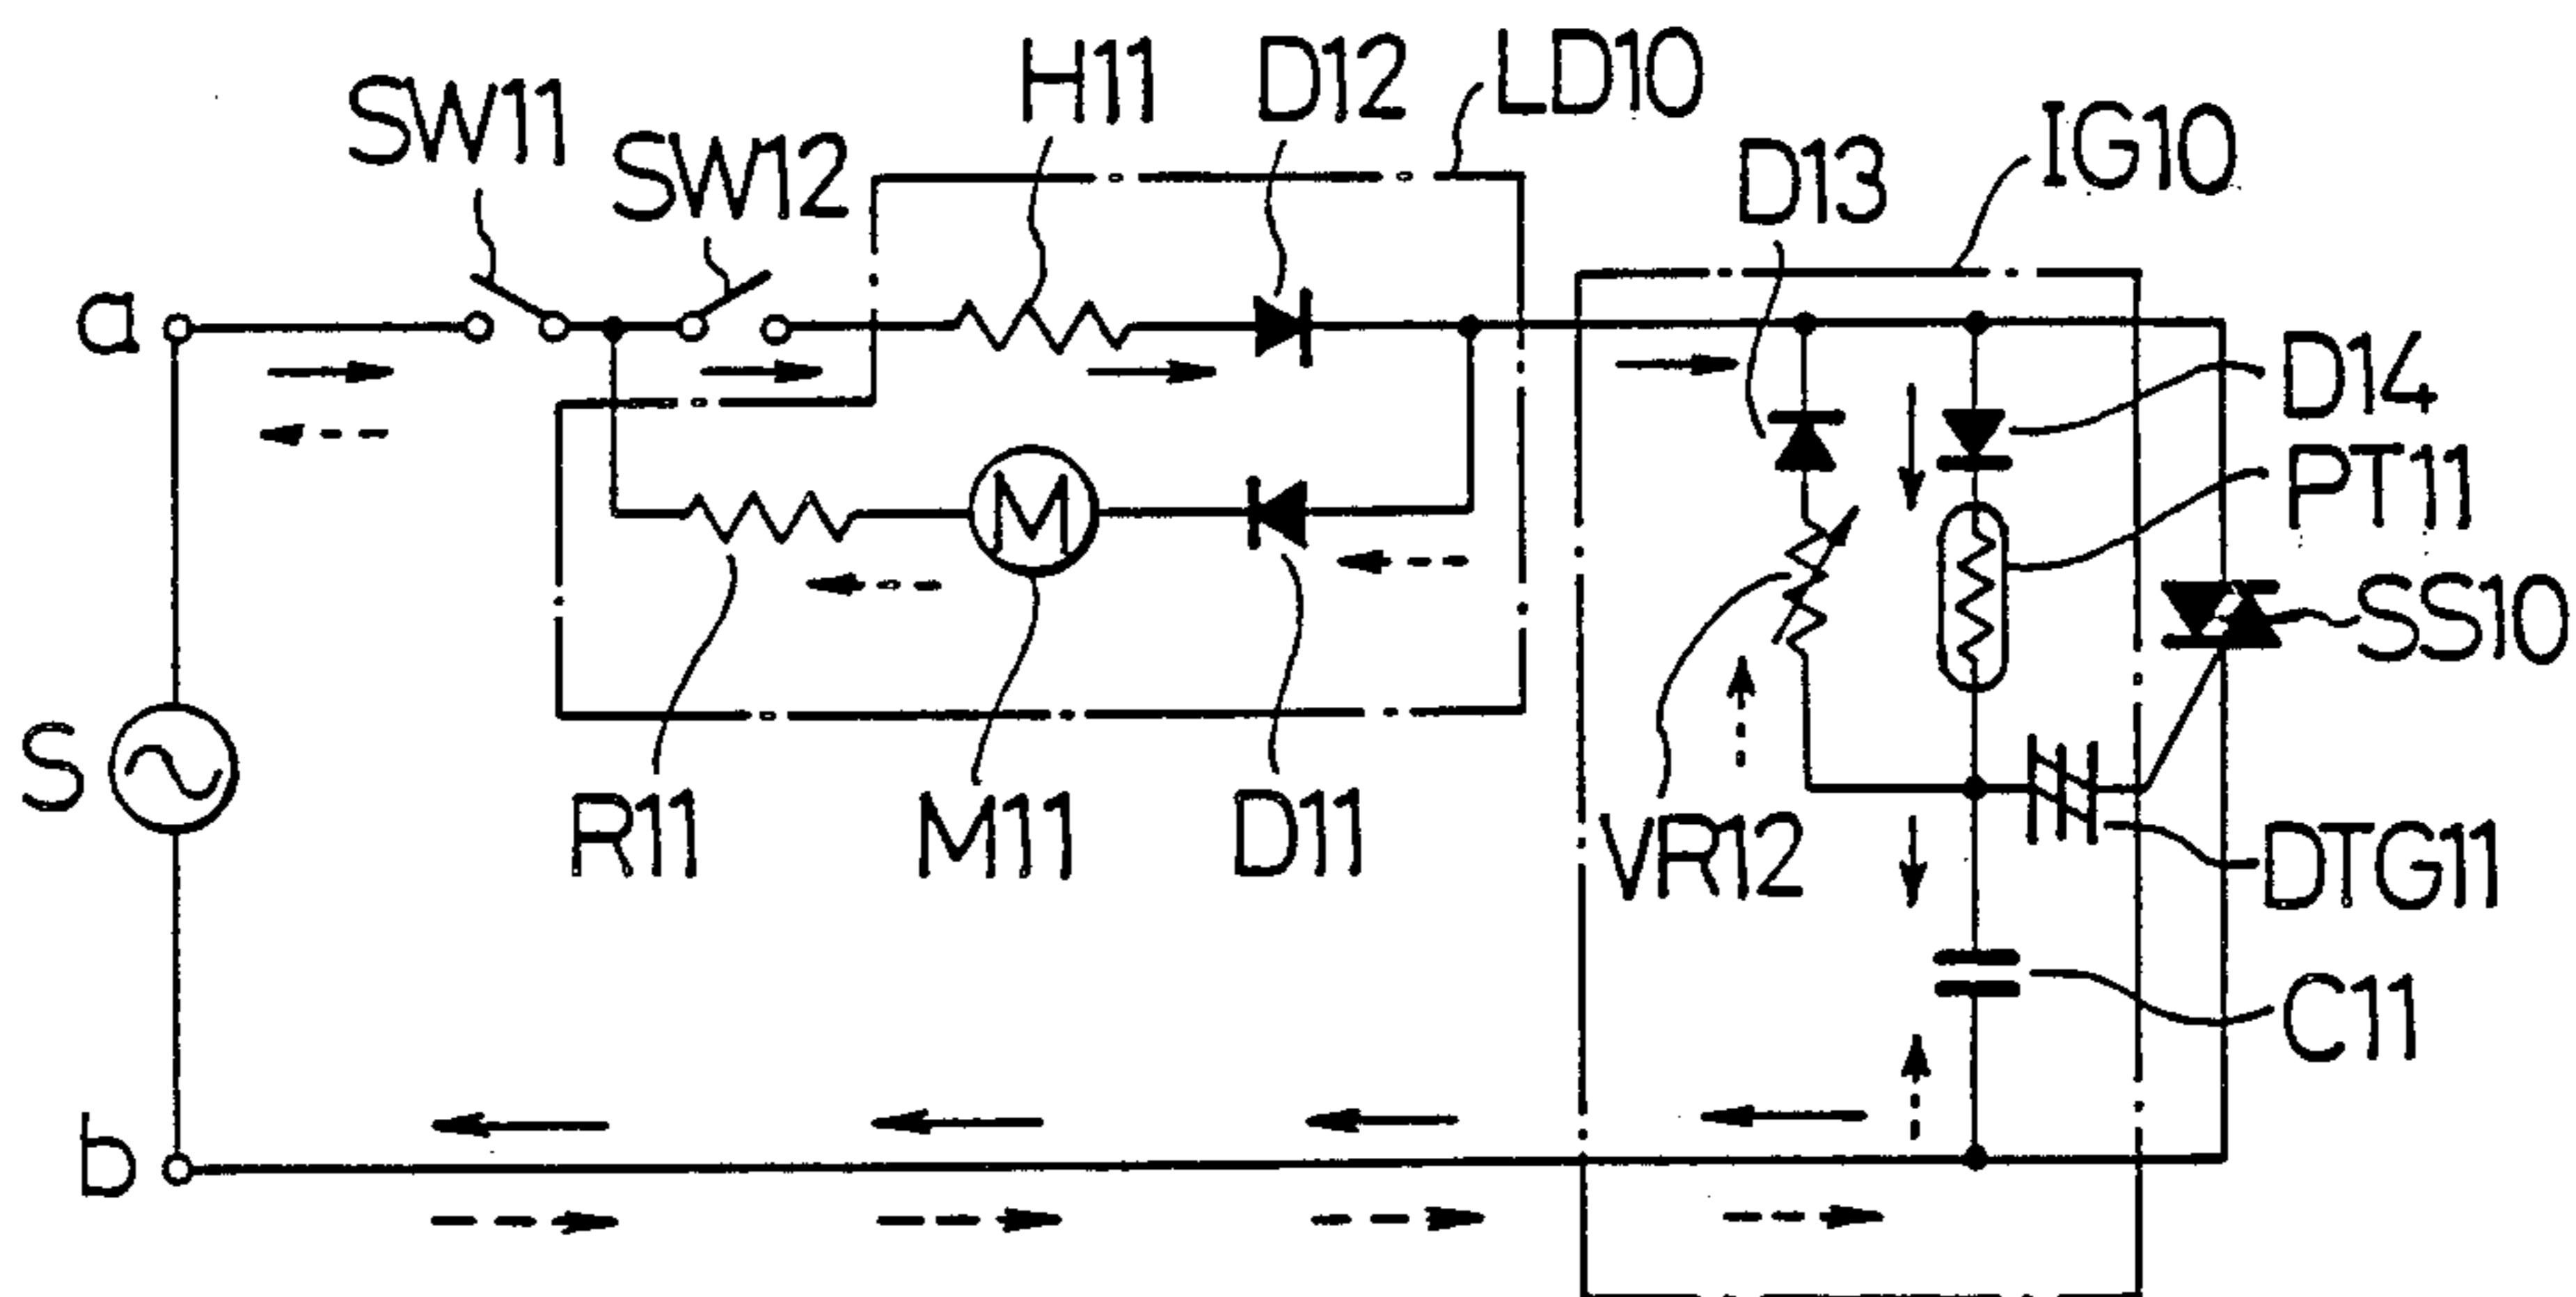 SW11
SW12
H11
D12
LD10
D13
IG10
a
D14
PT11
SS10
M
S
R11
M11
D11
VR12
DTG11
C11
b